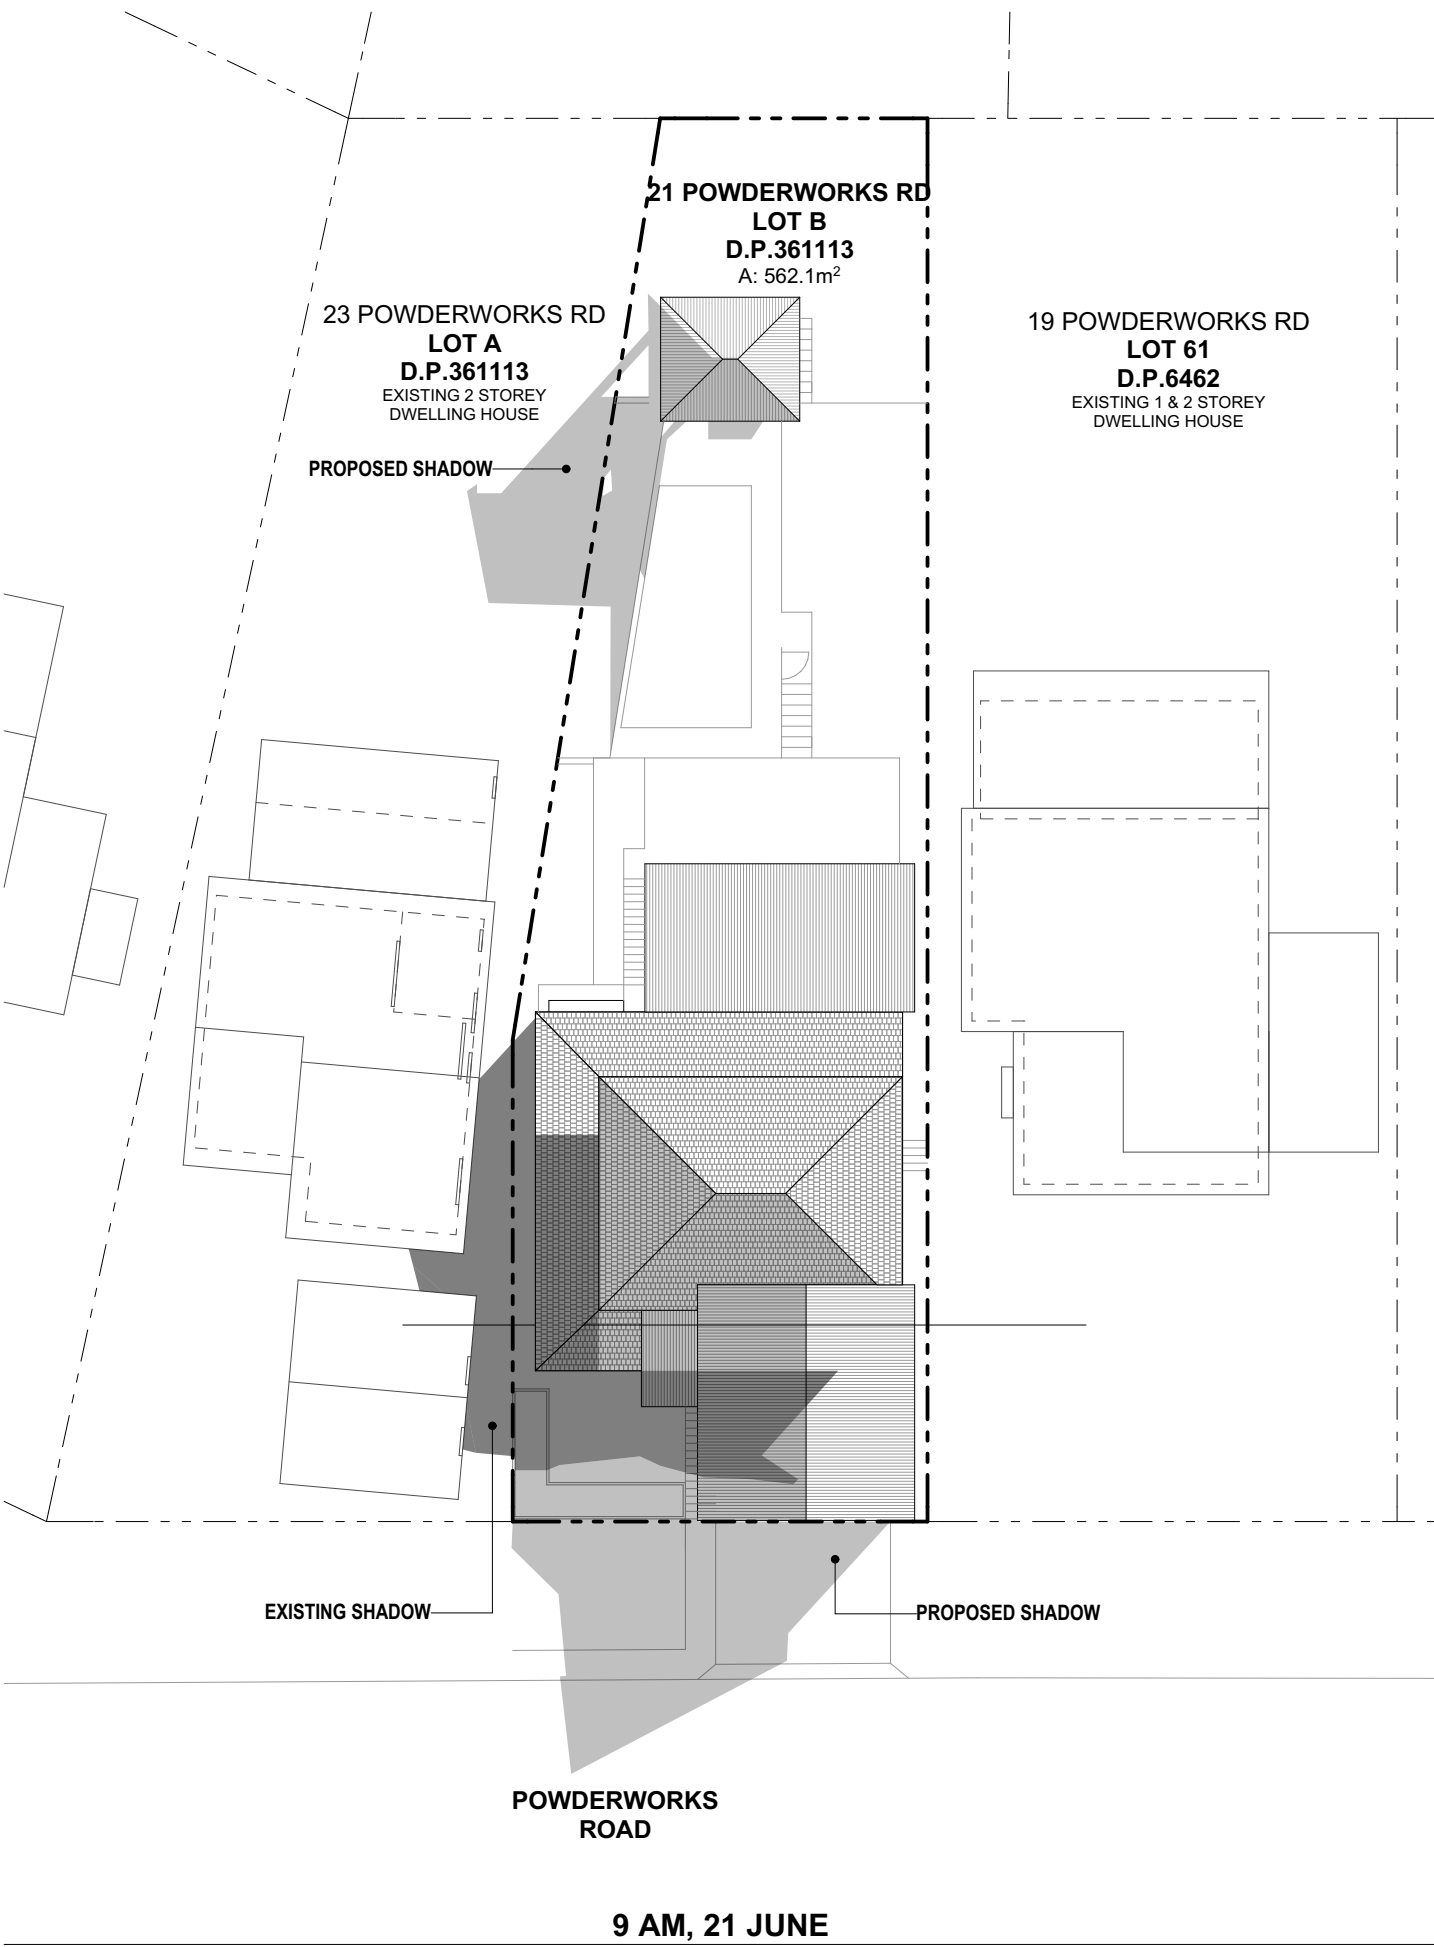 21 POWDERWORKS RD
LOT B
D.P.361113
A: 562.1m²
23 POWDERWORKS RD
LOT A
D.P.361113
EXISTING 2 STOREY
DWELLING HOUSE
19 POWDERWORKS RD
LOT 61
D.P.6462
EXISTING 1 & 2 STOREY
DWELLING HOUSE
PROPOSED SHADOW
EXISTING SHADOW
PROPOSED SHADOW
POWDERWORKS
ROAD
9 AM, 21 JUNE